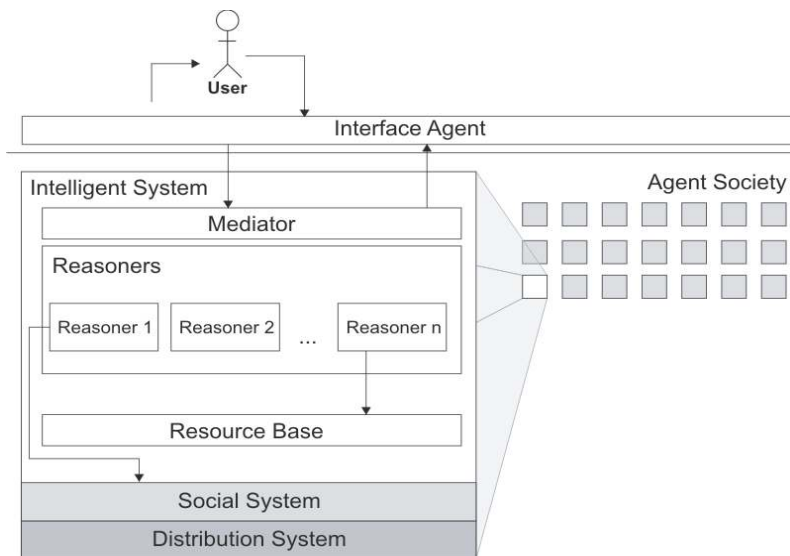 User
Interface Agent
Intelligent System
Agent Society
Mediator
Reasoners
Reasoner 1
Reasoner 2
...
Reasoner n
Resource Base
Social System
Distribution System